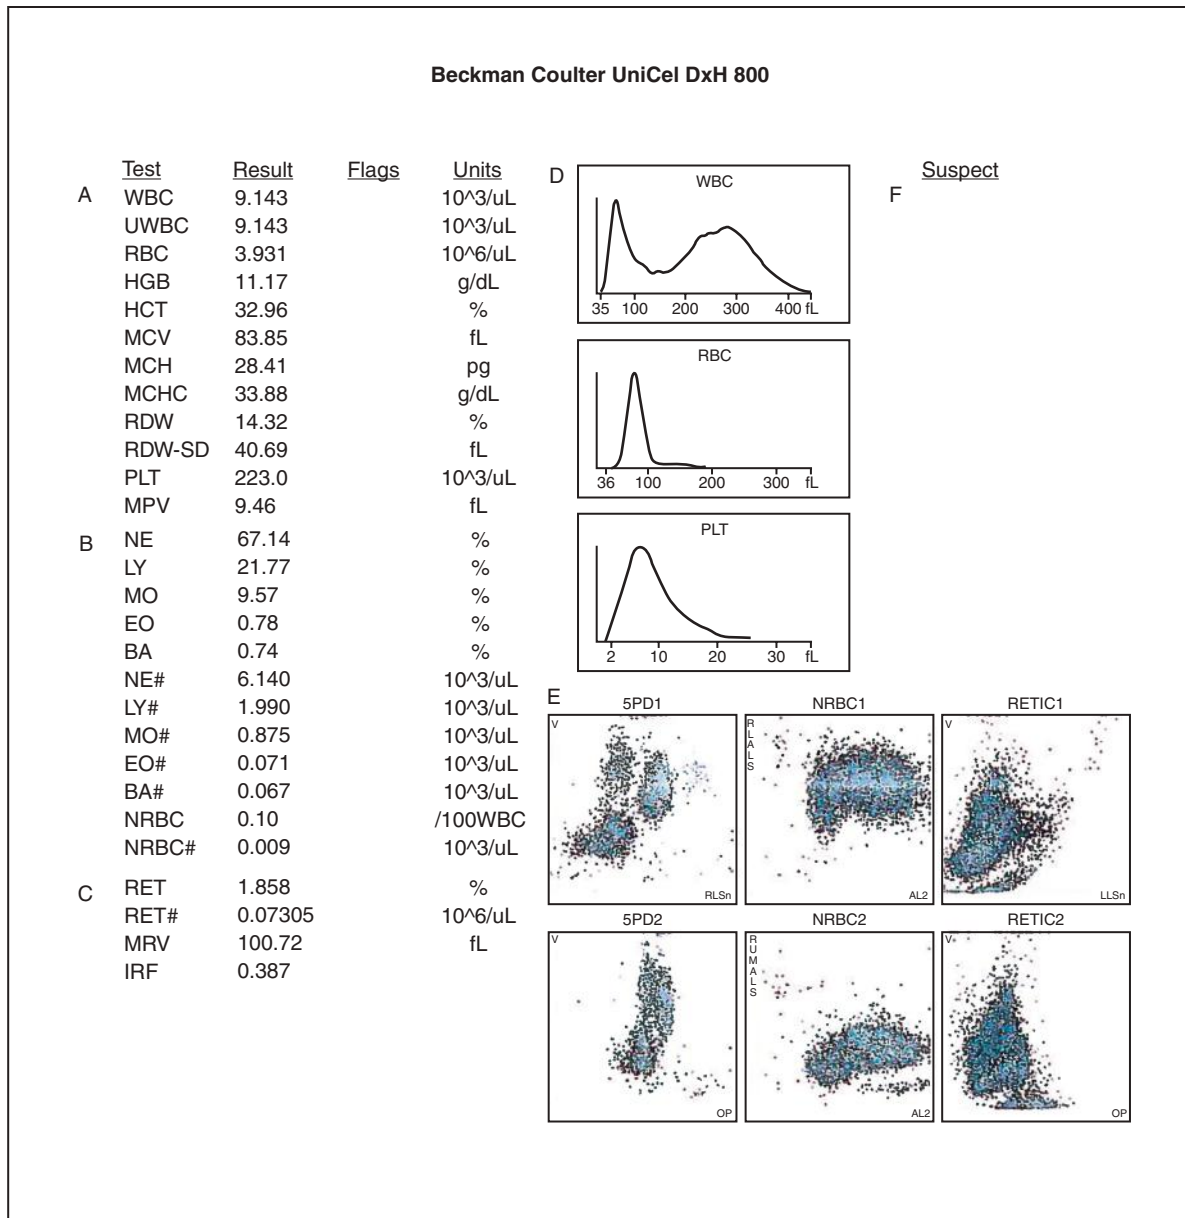 Beckman Coulter UniCel DxH 800
Test Result Flags Units
A WBC 9.143 10^3/uL
UWBC 9.143 10^3/uL
RBC 3.931 10^6/uL
HGB 11.17 g/dL
HCT 32.96 %
MCV 83.85 fL
MCH 28.41 pg
MCHC 33.88 g/dL
RDW 14.32 %
RDW-SD 40.69 fL
PLT 223.0 10^3/uL
MPV 9.46 fL
B NE 67.14 %
LY 21.77 %
MO 9.57 %
EO 0.78 %
BA 0.74 %
NE# 6.140 10^3/uL
LY# 1.990 10^3/uL
MO# 0.875 10^3/uL
EO# 0.071 10^3/uL
BA# 0.067 10^3/uL
NRBC 0.10 /100WBC
NRBC# 0.009 10^3/uL
C RET 1.858 %
RET# 0.07305 10^6/uL
MRV 100.72 fL
IRF 0.387
D WBC
35 100 200 300 400 fL
RBC
36 100 200 300 fL
PLT
2 10 20 30 fL
E 5PD1 NRBC1 RETIC1
V RLALS V
RLSn AL2 LLSn
5PD2 NRBC2 RETIC2
V RUMALS V
OP AL2 OP
Suspect
F